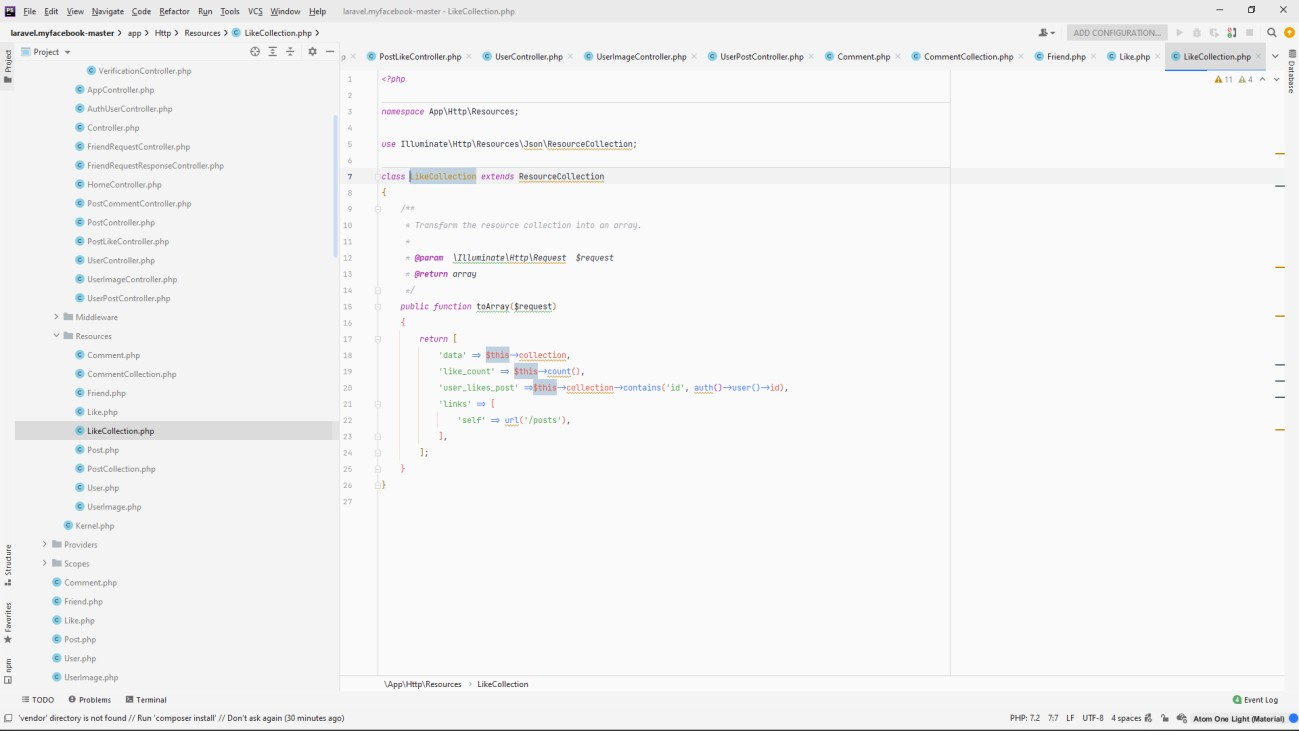 PS File Edit View Navigate Code Refactor Run Tools VCS Window Help laravel.myfacebook-master - LikeCollection.php
laravel.myfacebook-master > app > Http > Resources > LikeCollection.php > ADD CONFIGURATION...
Project
Project
PostLikeController.php UserController.php UserImageController.php UserPostController.php Comment.php CommentCollection.php Friend.php Like.php LikeCollection.php
Database
VerificationController.php
AppController.php
AuthUserController.php
Controller.php
FriendRequestController.php
FriendRequestResponseController.php
HomeController.php
PostCommentController.php
PostController.php
PostLikeController.php
UserController.php
UserImageController.php
UserPostController.php
Middleware
Resources
Comment.php
CommentCollection.php
Friend.php
Like.php
LikeCollection.php
Post.php
PostCollection.php
User.php
UserImage.php
Kernel.php
Providers
Scopes
Comment.php
Friend.php
Like.php
Post.php
User.php
UserImage.php
Structure
Favorites
npm
11 4
1 <?php
2
3 namespace App\Http\Resources;
4
5 use Illuminate\Http\Resources\Json\ResourceCollection;
6
7 class LikeCollection extends ResourceCollection
8 {
9 /**
10 * Transform the resource collection into an array.
11 *
12 * @param \Illuminate\Http\Request $request
13 * @return array
14 */
15 public function toArray($request)
16 {
17 return [
18 'data' => $this->collection,
19 'like_count' => $this->count(),
20 'user_likes_post' =>$this->collection->contains('id', auth()->user()->id),
21 'links' => [
22 'self' => url('/posts'),
23 ],
24 ];
25 }
26 }
27
\App\Http\Resources > LikeCollection
TODO Problems Terminal 4 Event Log
'vendor' directory is not found // Run 'composer install' // Don't ask again (30 minutes ago) PHP: 7.2 7:7 LF UTF-8 4 spaces Atom One Light (Material)